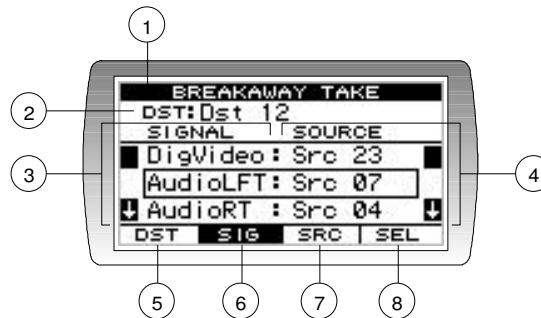 1
BREAKAWAY TAKE
2
DST:Dst 12
SIGNAL SOURCE
3
DigVideo: Src 23
AudioLFT: Src 07
4
AudioRT : Src 04
DST SIG SRC SEL
5 6 7 8